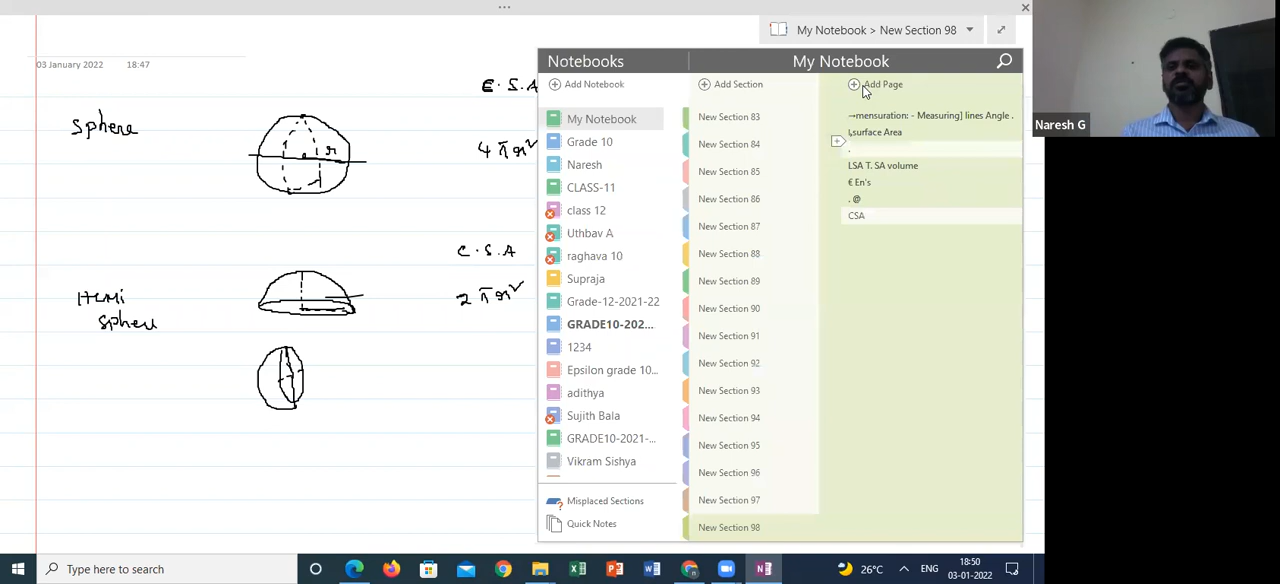 My Notebook > New Section 98
03 January 2022 18:47
Sphere
r
C.S.A
4πr²
Hemi
sphere
C.S.A
2πr²
Notebooks
My Notebook
Add Notebook
Add Section
Add Page
My Notebook
Grade 10
Naresh
CLASS-11
class 12
Uthbav A
raghava 10
Supraja
Grade-12-2021-22
GRADE10-202...
1234
Epsilon grade 10...
adithya
Sujith Bala
GRADE10-2021-...
Vikram Sishya
Misplaced Sections
Quick Notes
New Section 83
New Section 84
New Section 85
New Section 86
New Section 87
New Section 88
New Section 89
New Section 90
New Section 91
New Section 92
New Section 93
New Section 94
New Section 95
New Section 96
New Section 97
New Section 98
→mensuration: - Measuring] lines Angle .
surface Area
.
LSA T. SA volume
€ En's
. @
CSA
Naresh G
Type here to search
26°C
ENG
18:50
03-01-2022